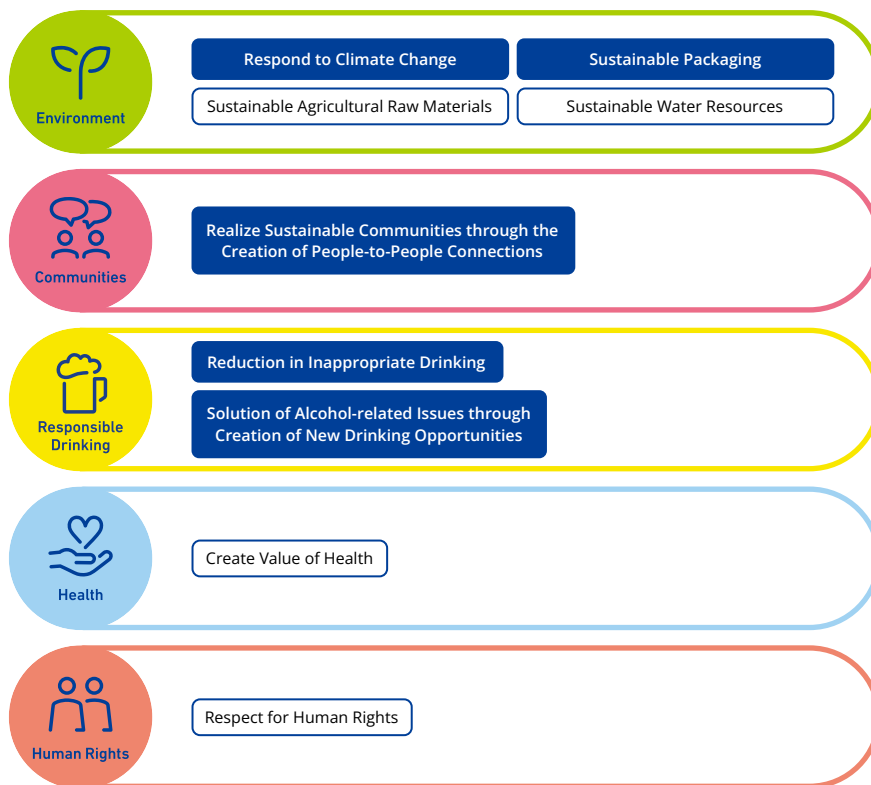 Environment
Respond to Climate Change
Sustainable Packaging
Sustainable Agricultural Raw Materials
Sustainable Water Resources
Communities
Realize Sustainable Communities through the
Creation of People-to-People Connections
Responsible
Drinking
Reduction in Inappropriate Drinking
Solution of Alcohol-related Issues through
Creation of New Drinking Opportunities
Health
Create Value of Health
Human Rights
Respect for Human Rights